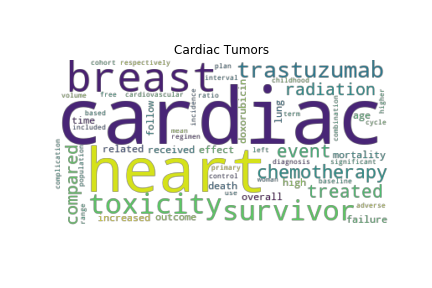 Cardiac Tumors
cohort respectively
plan
childhood
breast
trastuzumab
volume free cardiovascular
interval
ratio
radiation
higher
cardiac
based
included
time
follow
mean
regimen
incidence
doxorubicin
lung
term
combination
age
cycle
related received effect
event
mortality
complication
compared
population
range
heart
primary
control
use
left
diagnosis
significant
woman
baseline
chemotherapy
death
high
treated
overall
toxicity
survivor
adverse
increased outcome
failure